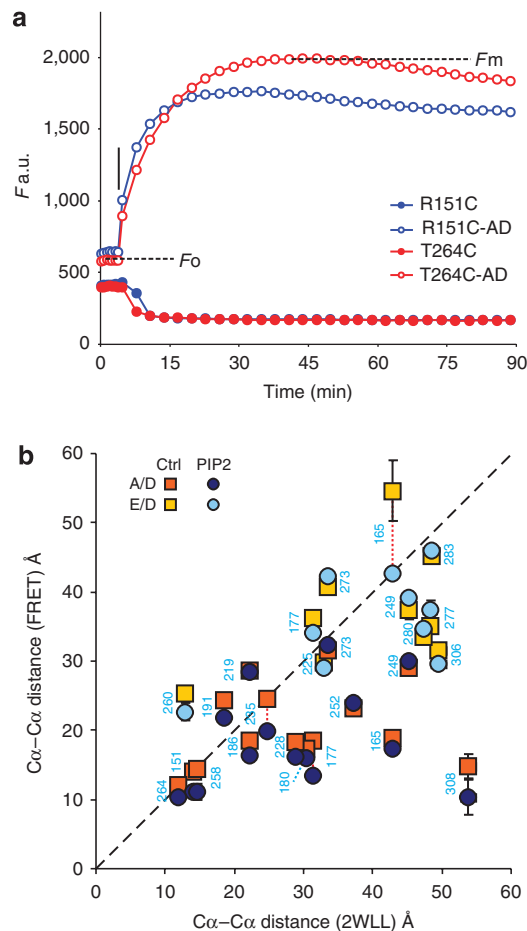 a
2,000
1,500
1,000
500
0
F a.u.
Fm
Fo
R151C
R151C-AD
T264C
T264C-AD
0 15 30 45 60 75 90
Time (min)
b
Ctrl PIP2
A/D
E/D
60
50
40
30
20
10
0
Cα–Cα distance (FRET) Å
165
283
273
249
277
177
280
306
225
273
219
249
260
191
235
252
186
228
165
177
151
180
308
264
258
0 10 20 30 40 50 60
Cα–Cα distance (2WLL) Å